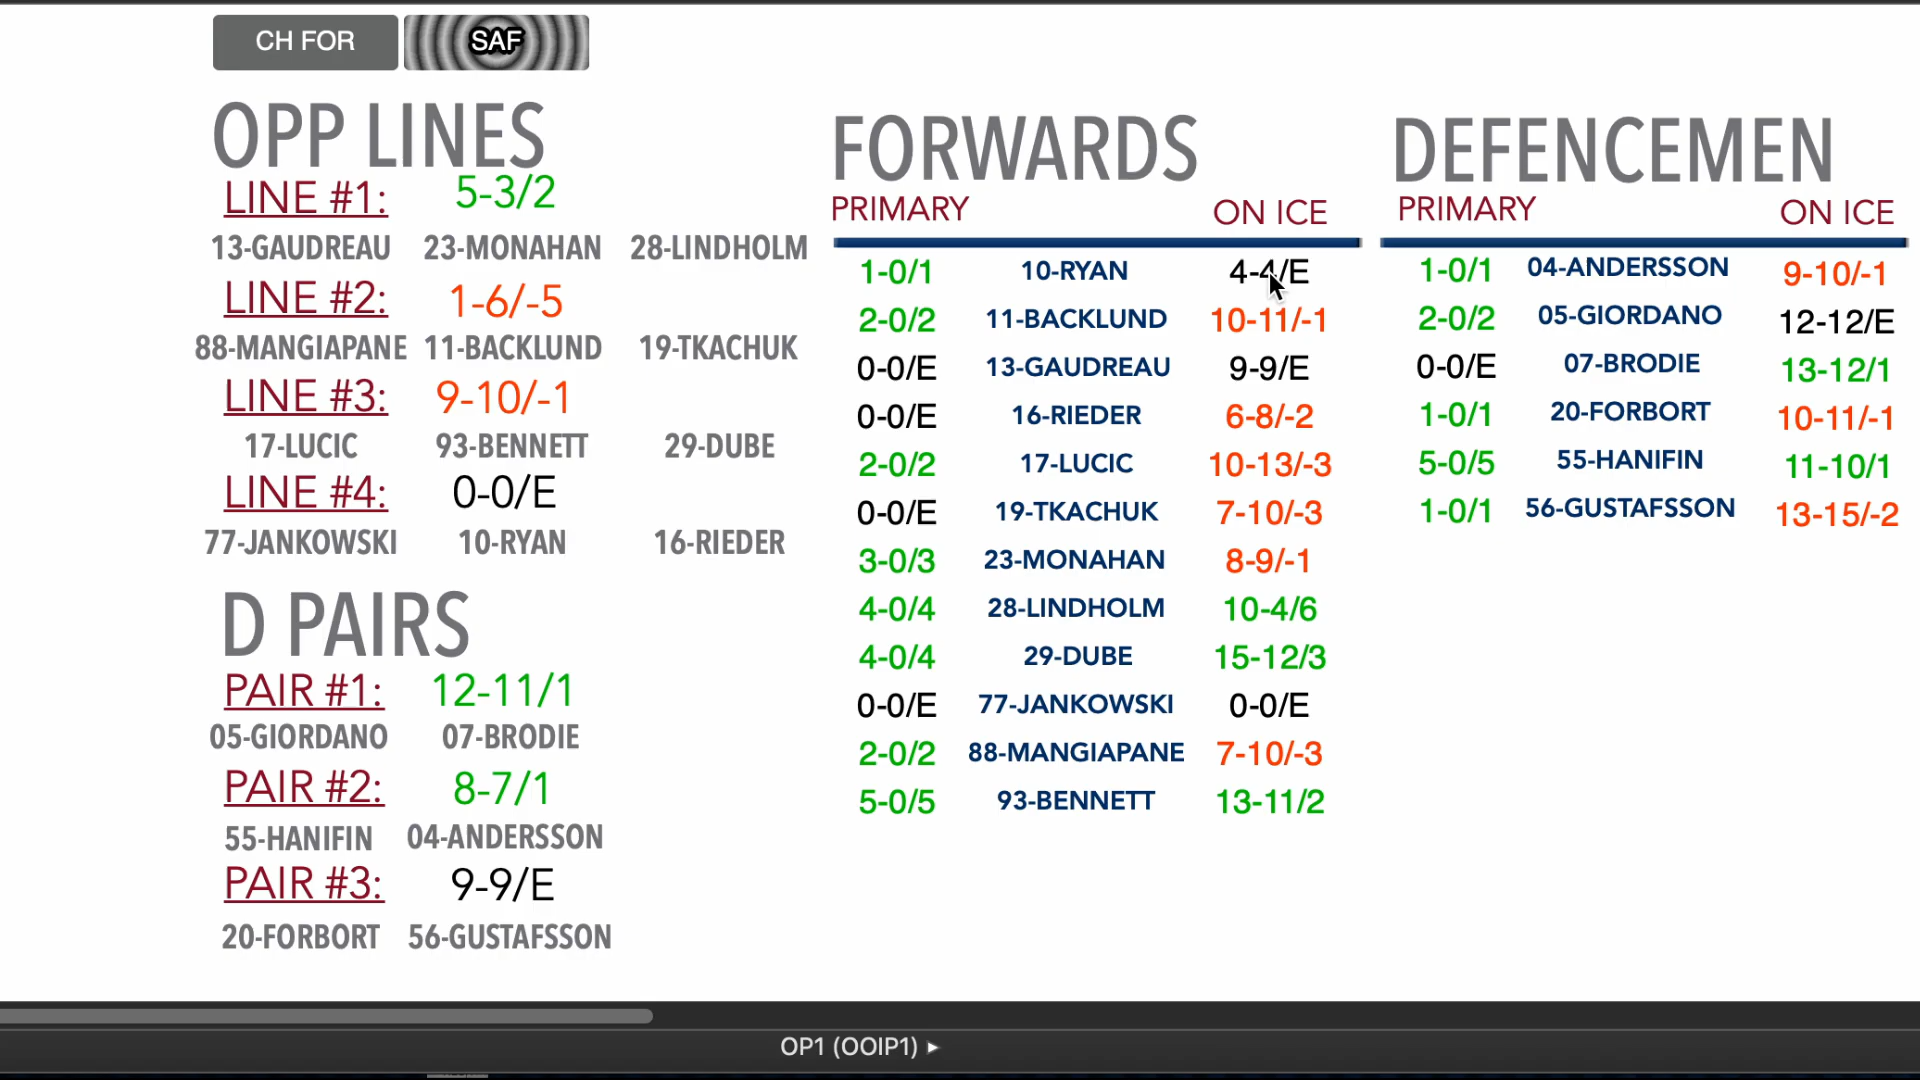 CH FOR SAF
OPP LINES
LINE #1: 5-3/2
13-GAUDREAU 23-MONAHAN 28-LINDHOLM
LINE #2: 1-6/-5
88-MANGIAPANE 11-BACKLUND 19-TKACHUK
LINE #3: 9-10/-1
17-LUCIC 93-BENNETT 29-DUBE
LINE #4: 0-0/E
77-JANKOWSKI 10-RYAN 16-RIEDER
D PAIRS
PAIR #1: 12-11/1
05-GIORDANO 07-BRODIE
PAIR #2: 8-7/1
55-HANIFIN 04-ANDERSSON
PAIR #3: 9-9/E
20-FORBORT 56-GUSTAFSSON
FORWARDS
PRIMARY ON ICE
1-0/1 10-RYAN 4-4/E
2-0/2 11-BACKLUND 10-11/-1
0-0/E 13-GAUDREAU 9-9/E
0-0/E 16-RIEDER 6-8/-2
2-0/2 17-LUCIC 10-13/-3
0-0/E 19-TKACHUK 7-10/-3
3-0/3 23-MONAHAN 8-9/-1
4-0/4 28-LINDHOLM 10-4/6
4-0/4 29-DUBE 15-12/3
0-0/E 77-JANKOWSKI 0-0/E
2-0/2 88-MANGIAPANE 7-10/-3
5-0/5 93-BENNETT 13-11/2
DEFENCEMEN
PRIMARY ON ICE
1-0/1 04-ANDERSSON 9-10/-1
2-0/2 05-GIORDANO 12-12/E
0-0/E 07-BRODIE 13-12/1
1-0/1 20-FORBORT 10-11/-1
5-0/5 55-HANIFIN 11-10/1
1-0/1 56-GUSTAFSSON 13-15/-2
OP1 (OOIP1) ▸